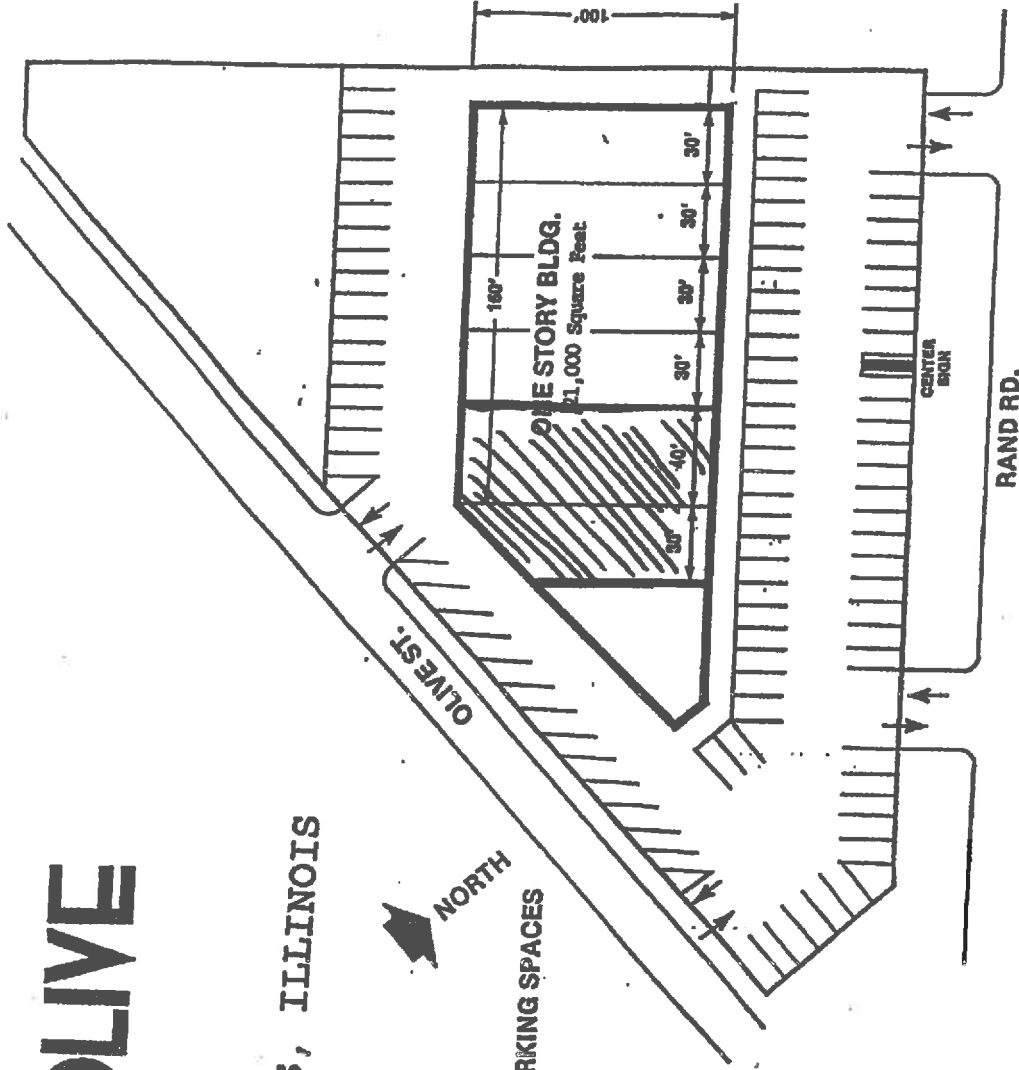 OLIVE
, ILLINOIS
NORTH
RKING SPACES
OLIVE ST.
100'
160'
ONE STORY BLDG.
21,000 Square Feet
30'
40'
30'
30'
30'
30'
CENTER
SIGN
RAND RD.